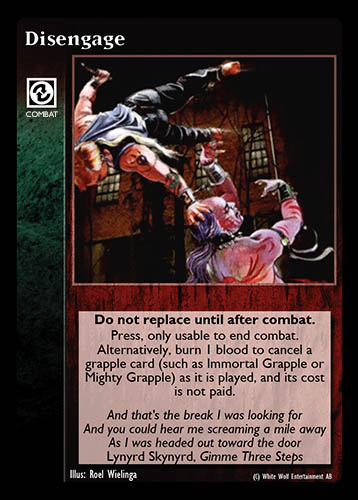 Disengage
COMBAT
Do not replace until after combat.
Press, only usable to end combat.
Alternatively, burn 1 blood to cancel a
grapple card (such as Immortal Grapple or
Mighty Grapple) as it is played, and its cost
is not paid.
And that's the break I was looking for
And you could hear me screaming a mile away
As I was headed out toward the door
Lynyrd Skynyrd, Gimme Three Steps
Illus: Roel Wielinga
(C) White Wolf Entertainment AB